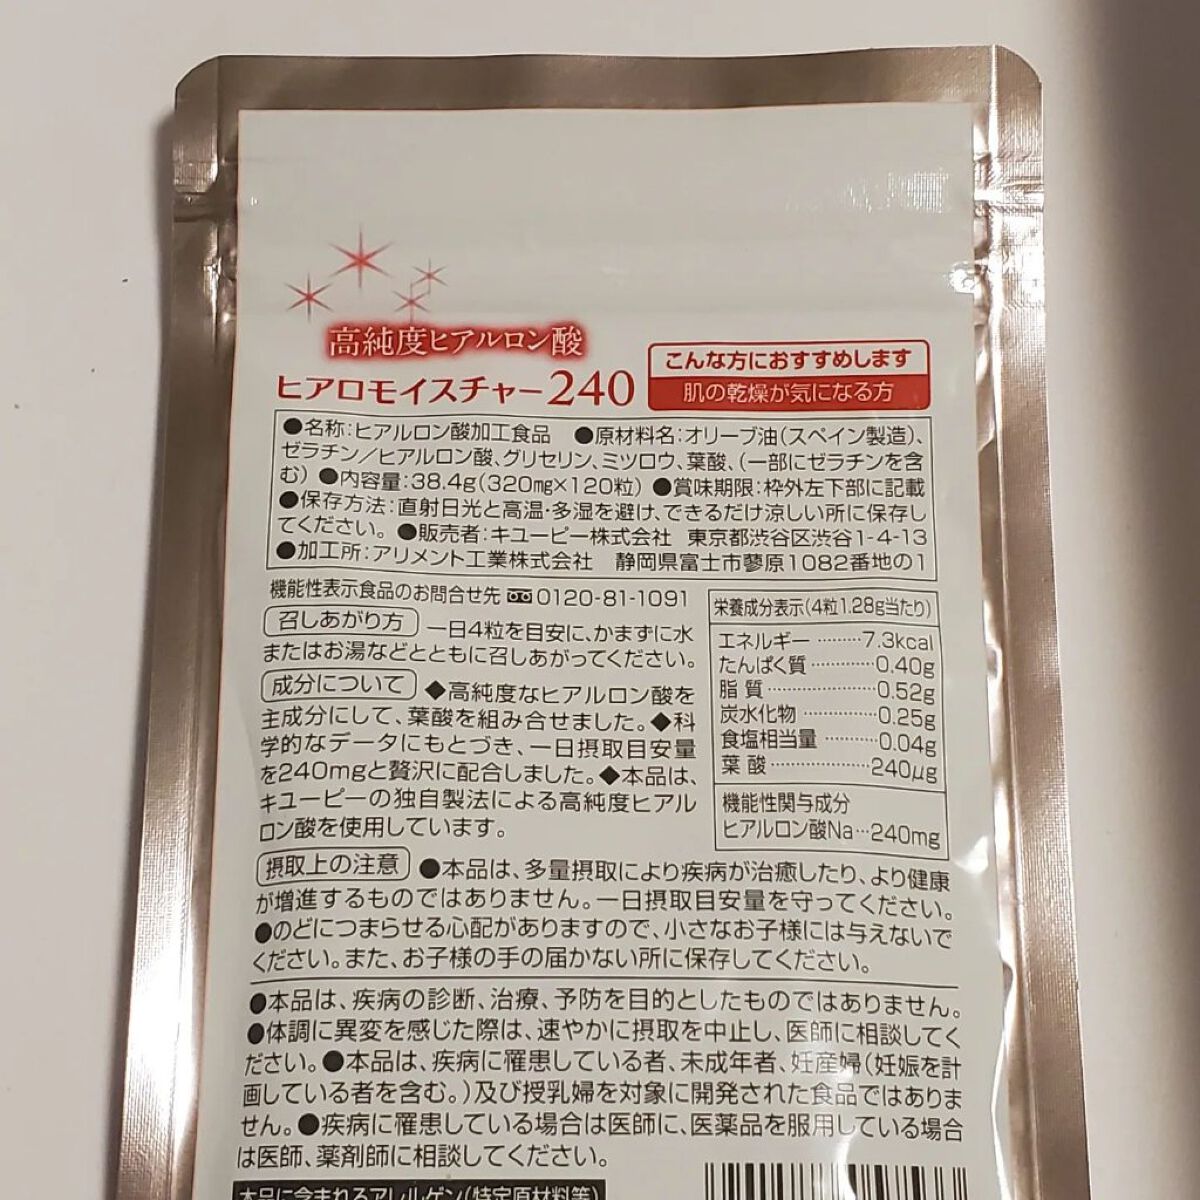 高純度ヒアルロン酸
ヒアロモイスチャー240
こんな方におすすめします
肌の乾燥が気になる方
●名称:ヒアルロン酸加工食品 ●原材料名:オリーブ油(スペイン製造)、
ゼラチン/ヒアルロン酸、グリセリン、ミツロウ、葉酸、(一部にゼラチンを含
む) ●内容量:38.4g(320mg×120粒) ●賞味期限:枠外左下部に記載
●保存方法:直射日光と高温・多湿を避け、できるだけ涼しい所に保存し
てください。 ●販売者:キユーピー株式会社 東京都渋谷区渋谷1-4-13
●加工所:アリメント工業株式会社 静岡県富士市蓼原1082番地の1
機能性表示食品のお問合せ先 0120-81-1091
召しあがり方 一日4粒を目安に、かまずに水
またはお湯などとともに召しあがってください。
成分について ◆高純度なヒアルロン酸を
主成分にして、葉酸を組み合せました。◆科
学的なデータにもとづき、一日摂取目安量
を240mgと贅沢に配合しました。◆本品は、
キユーピーの独自製法による高純度ヒアル
ロン酸を使用しています。
栄養成分表示(4粒1.28g当たり)
エネルギー………7.3kcal
たんぱく質…………0.40g
脂質………………0.52g
炭水化物…………0.25g
食塩相当量………0.04g
葉酸………………240μg
機能性関与成分
ヒアルロン酸Na…240mg
摂取上の注意 ●本品は、多量摂取により疾病が治癒したり、より健康
が増進するものではありません。一日摂取目安量を守ってください。
●のどにつまらせる心配がありますので、小さなお子様には与えないで
ください。また、お子様の手の届かない所に保存してください。
●本品は、疾病の診断、治療、予防を目的としたものではありません。
●体調に異変を感じた際は、速やかに摂取を中止し、医師に相談してく
ださい。●本品は、疾病に罹患している者、未成年者、妊産婦(妊娠を計
画している者を含む。)及び授乳婦を対象に開発された食品ではありま
せん。●疾病に罹患している場合は医師に、医薬品を服用している場合
は医師、薬剤師に相談してください。
本品に含まれるアレルゲン(特定原材料等)